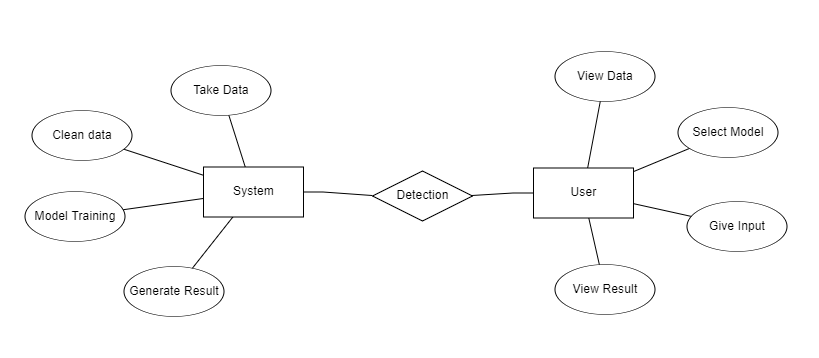 View Data
Take Data
Select Model
Clean data
System
Detection
User
Model Training
Give Input
View Result
Generate Result